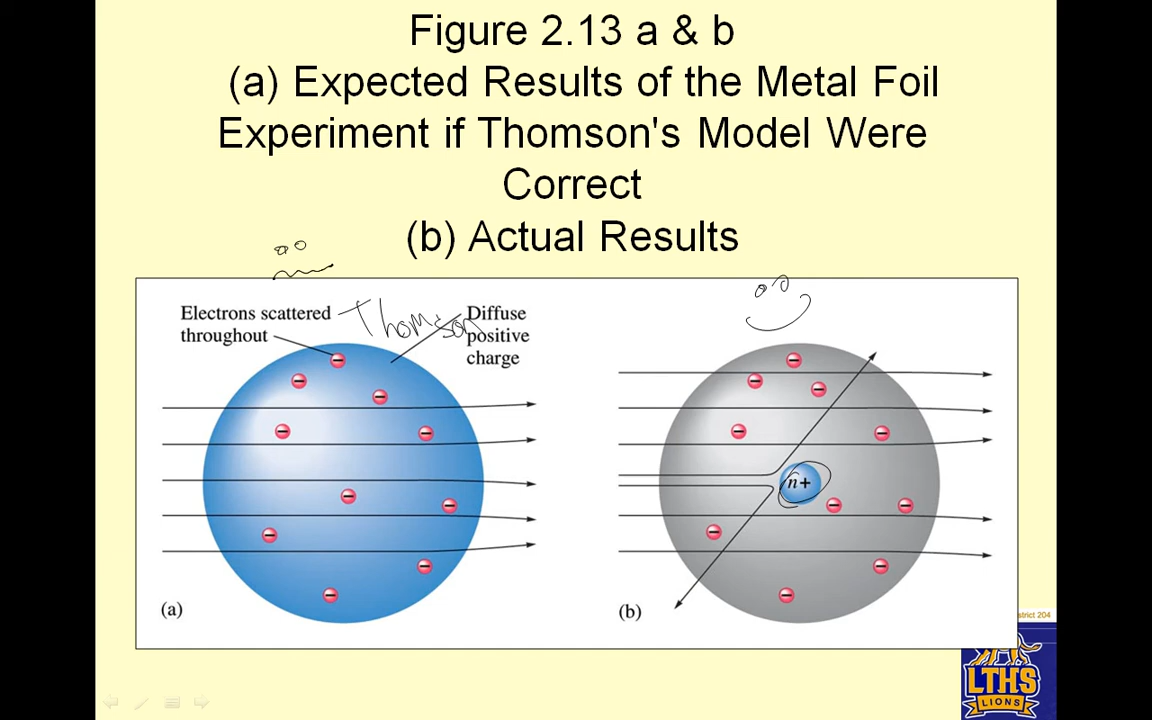 Figure 2.13 a & b
(a) Expected Results of the Metal Foil
Experiment if Thomson's Model Were
Correct
(b) Actual Results
Electrons scattered
throughout
Thomson
Diffuse
positive
charge
n+
(a)
(b)
strict 204
LTHS
LIONS